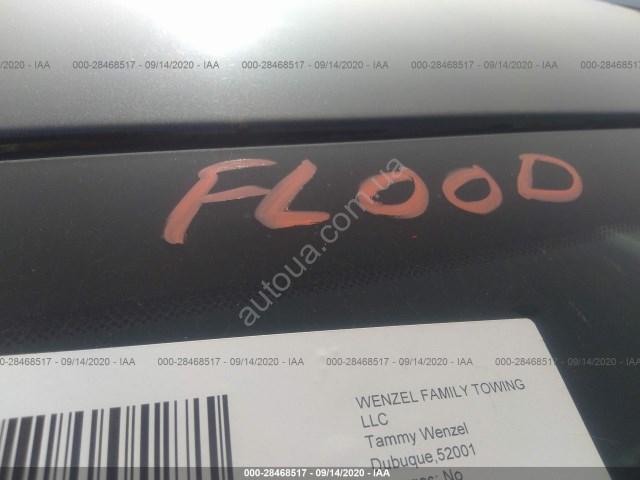 -28468517 - 09/14/2020 - IAA 000-28468517 - 09/14/2020 - IAA 000-28468517 - 09/14/2020 - IAA 000-28468517 - 09/14/2020 - IAA
FLOOD
autoua.com.ua
-28468517 - 09/14/2020 - IAA 000-28468517 - 09/14/2020 - IAA 000-28468517 - 09/14/2020 - IAA 000-28468517 - 09/14/2020 - IAA
WENZEL FAMILY TOWING
LLC
Tammy Wenzel
Dubuque,52001
No
000-28468517 - 09/14/2020 - IAA